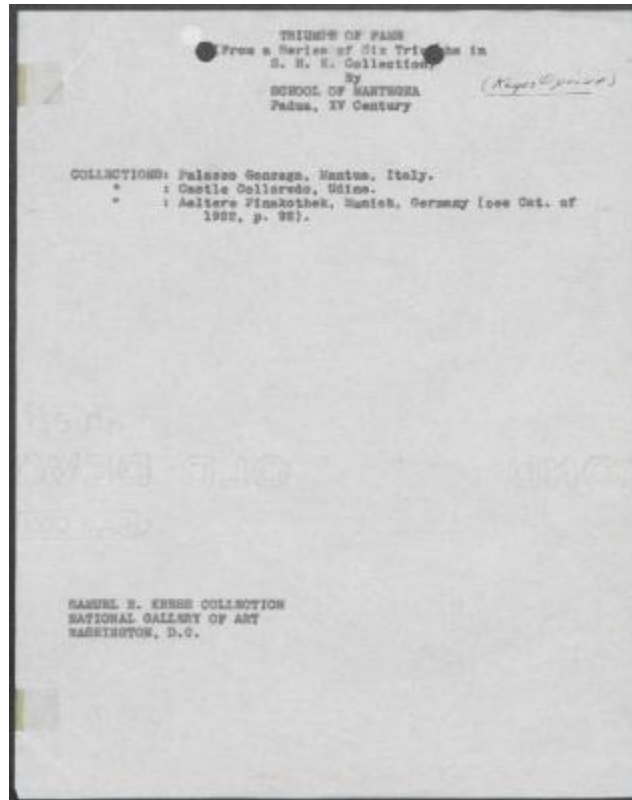 TRIUMPH OF FAME
(From a Series of Six Triumphs in
S. H. K. Collection)
By
SCHOOL OF MANTEGNA
Padua, XV Century
COLLECTIONS: Palazzo Gonzaga, Mantua, Italy.
" : Castle Colloredo, Udine.
" : Aeltere Pinakothek, Munich, Germany (see Cat. of
1922, p. 92).
SAMUEL H. KRESS COLLECTION
NATIONAL GALLERY OF ART
WASHINGTON, D.C.